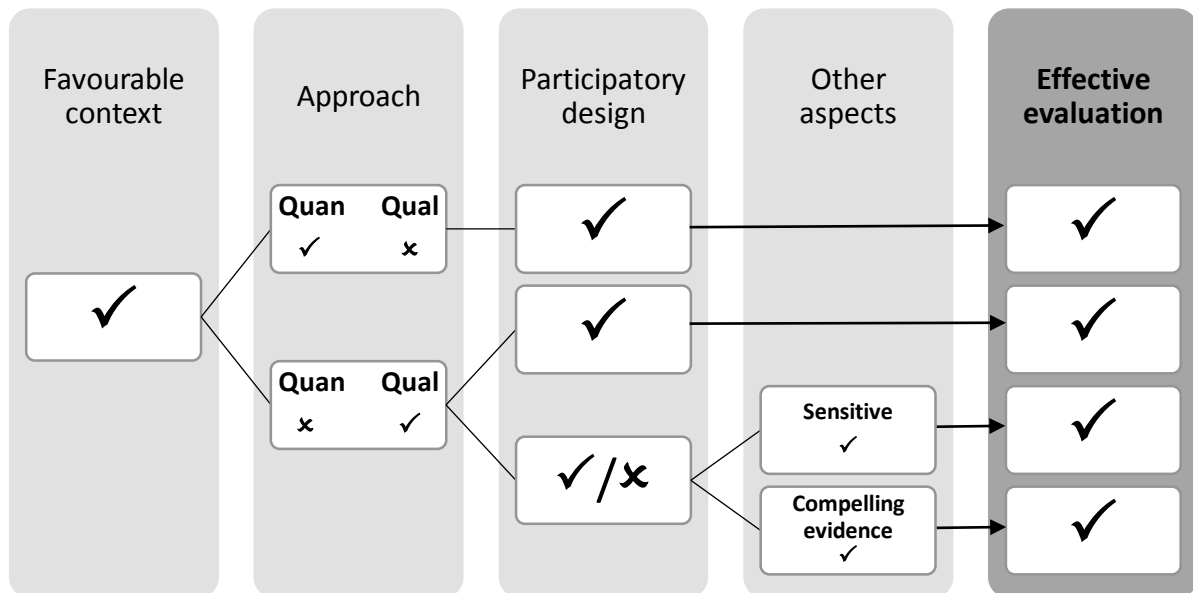 Favourable
context
Approach
Participatory
design
Other
aspects
Effective
evaluation
Quan Qual
✓ ✗
✓
✓
✓
✓
✓
Quan Qual
✗ ✓
Sensitive
✓
✓
✓/✗
Compelling
evidence
✓
✓